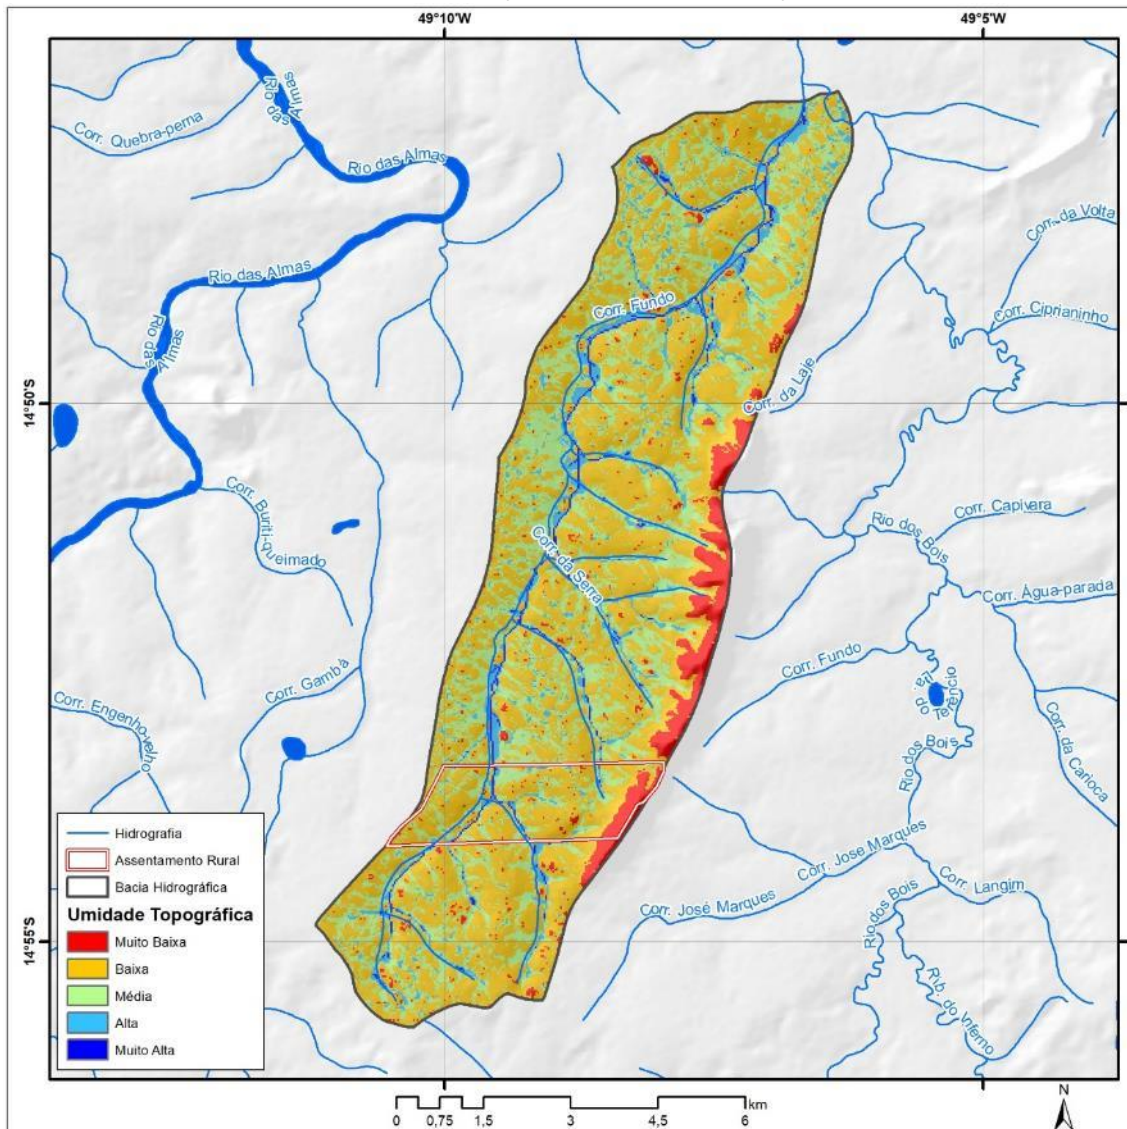 49°10'W
49°5'W
14°50'S
14°55'S
Rio das
Almas
Corr. Quebra-perna
Rio das Almas
Corr. da Volta
Rio das Almas
Corr. Fundo
Corr. Ciprianinho
Rio das
Almas
Corr. da Laje
Corr. Buriti-queimado
Corr. Capivara
Rio dos Bois
Corr. da Serra
Corr. Água-parada
Corr. Fundo
Corr. Gambá
do Terêncio
Corr. Engenho-velho
Rio dos Bois
Corr. da Carioca
Corr. Jose Marques
Corr. Langim
Corr. José Marques
Rio dos Bois
Rib. do Inferno
Hidrografia
Assentamento Rural
Bacia Hidrográfica
Umidade Topográfica
Muito Baixa
Baixa
Média
Alta
Muito Alta
km
0 0,75 1,5 3 4,5 6
N